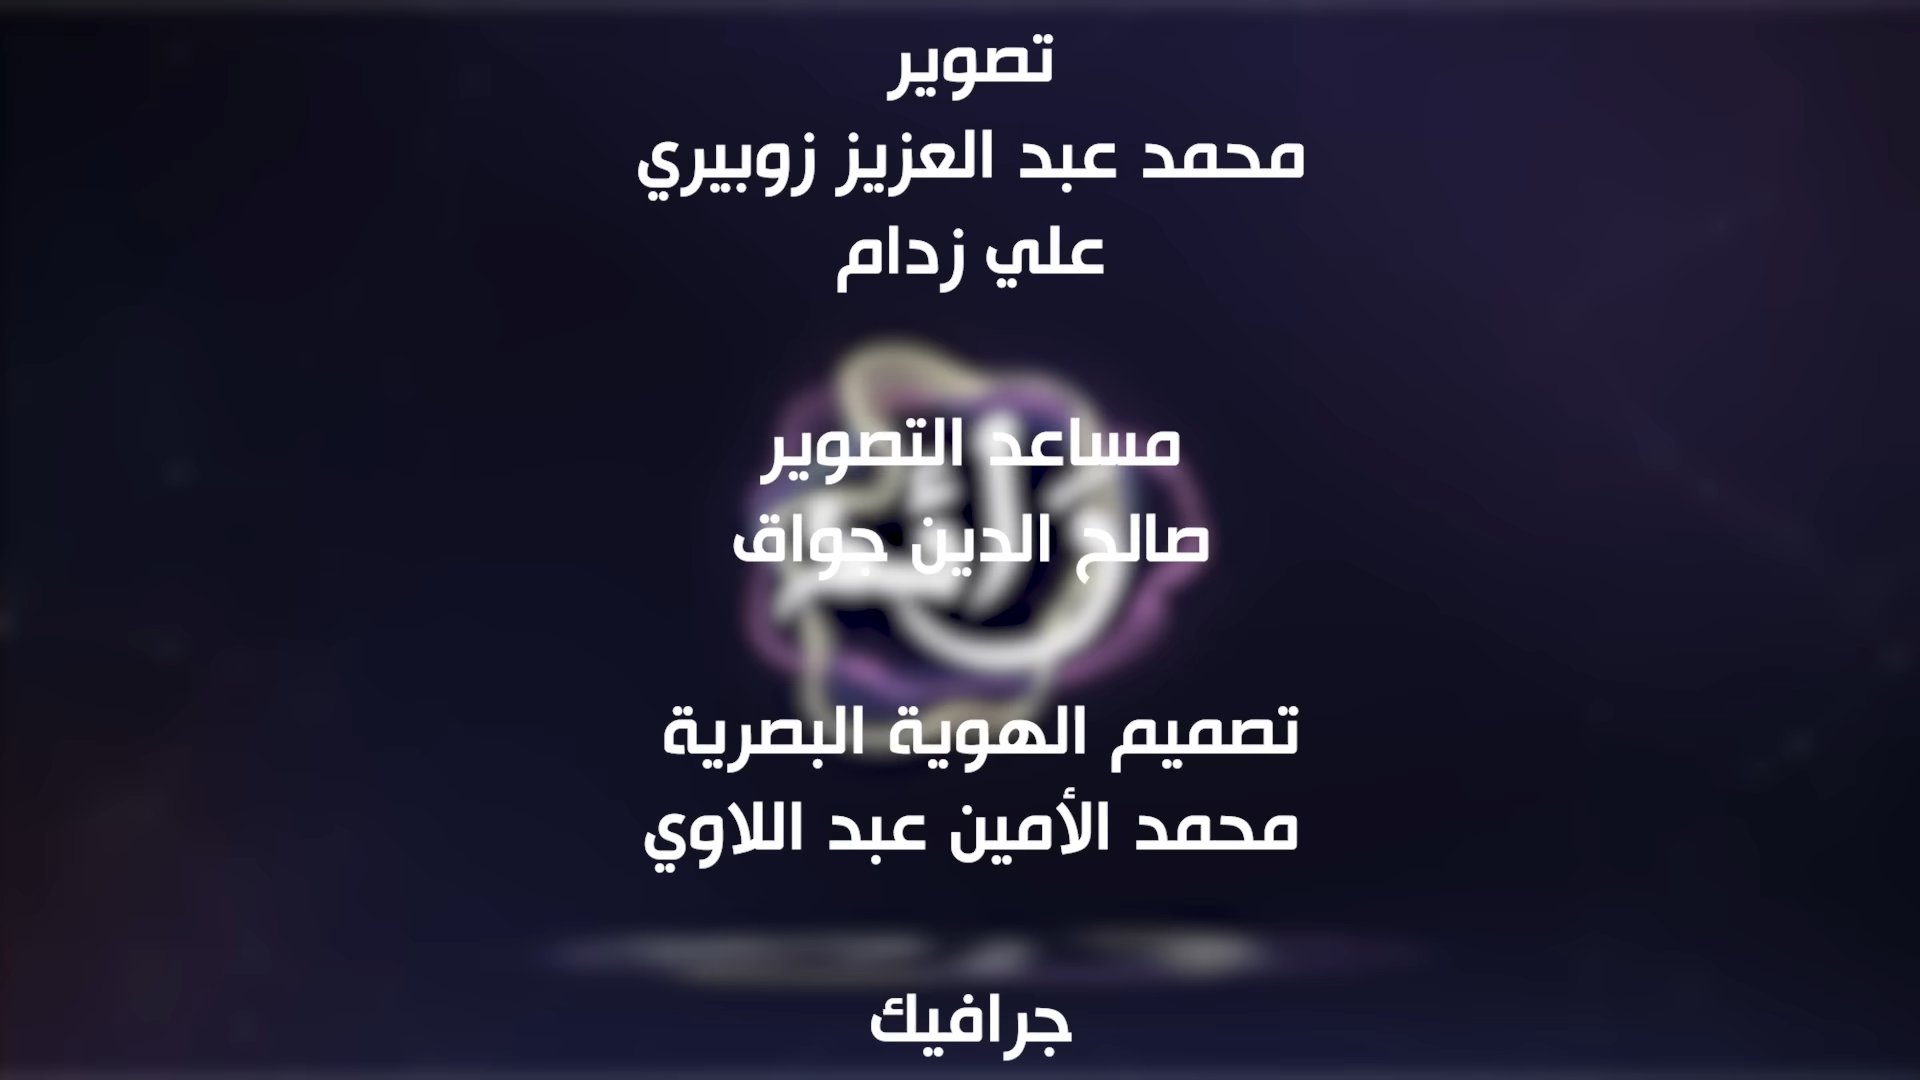 تصوير
محمد عبد العزيز زوبيري
علي زدام
مساعد التصوير
صالح الدين جواق
تصميم الهوية البصرية
محمد الأمين عبد اللاوي
جرافيك